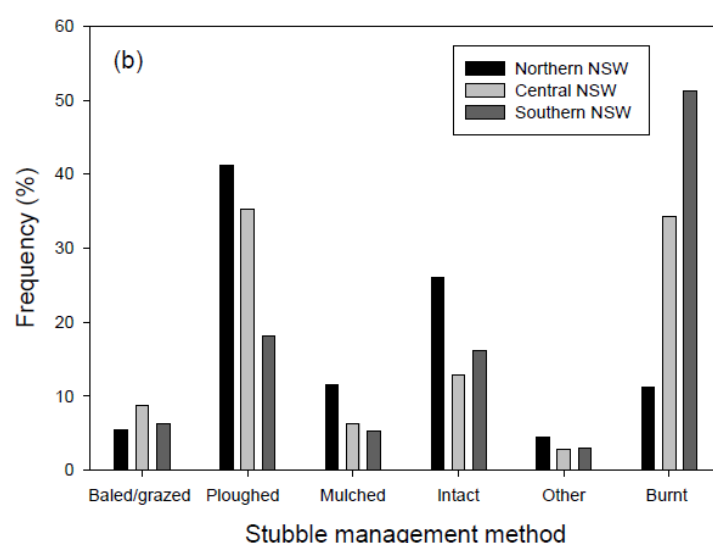 60
(b)
Northern NSW
Central NSW
Southern NSW
50
40
30
20
10
0
Frequency (%)
Baled/grazed Ploughed Mulched Intact Other Burnt
Stubble management method